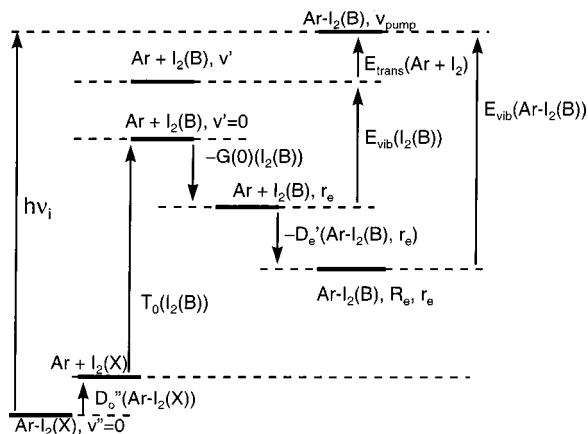 Ar-I₂(B), v_pump
Ar + I₂(B), v'
E_trans(Ar + I₂)
Ar + I₂(B), v'=0
E_vib(Ar-I₂(B))
E_vib(I₂(B))
−G(0)(I₂(B))
hν_i
Ar + I₂(B), r_e
−D_e'(Ar-I₂(B), r_e)
T₀(I₂(B))
Ar-I₂(B), R_e, r_e
Ar + I₂(X)
D_o"(Ar-I₂(X))
Ar-I₂(X), v"=0